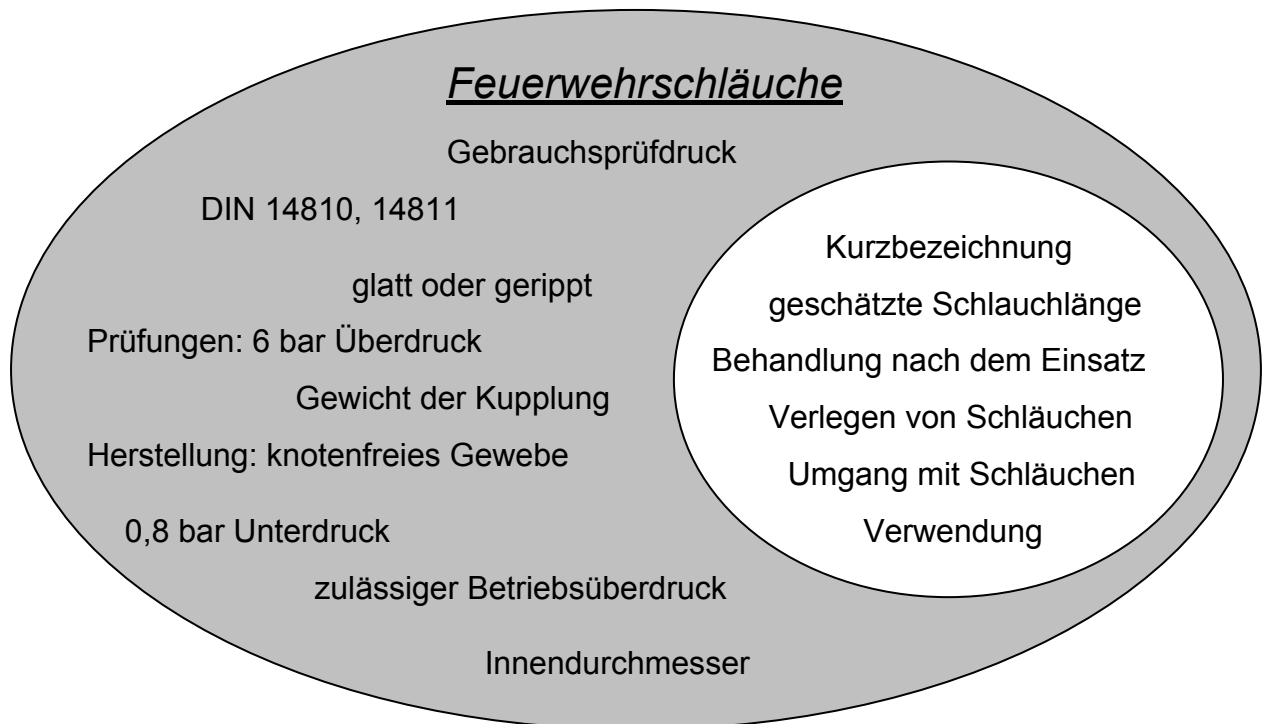 Feuerwehrschläuche
Gebrauchsprüfdruck
DIN 14810, 14811
glatt oder gerippt
Prüfungen: 6 bar Überdruck
Gewicht der Kupplung
Herstellung: knotenfreies Gewebe
0,8 bar Unterdruck
zulässiger Betriebsüberdruck
Innendurchmesser
Kurzbezeichnung
geschätzte Schlauchlänge
Behandlung nach dem Einsatz
Verlegen von Schläuchen
Umgang mit Schläuchen
Verwendung